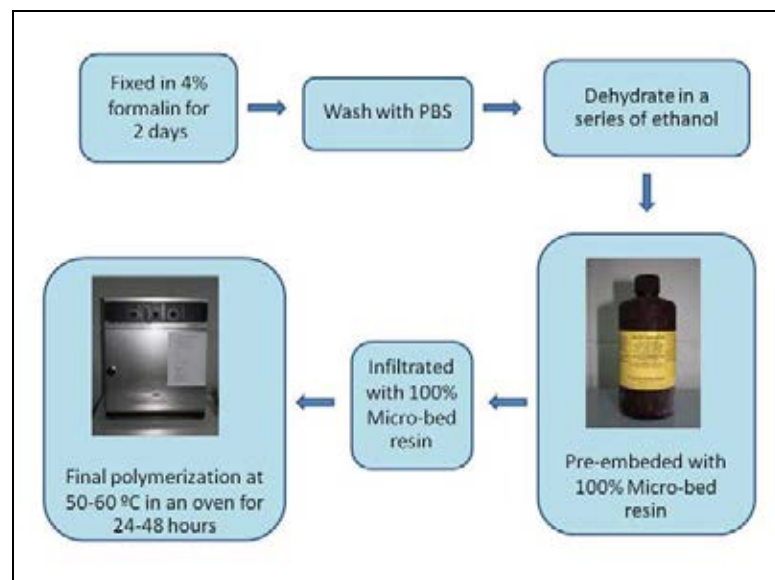 Fixed in 4%
formalin for
2 days
Wash with PBS
Dehydrate in a
series of ethanol
Pre-embeded with
100% Micro-bed
resin
Infiltrated
with 100%
Micro-bed
resin
Final polymerization at
50-60 ºC in an oven for
24-48 hours